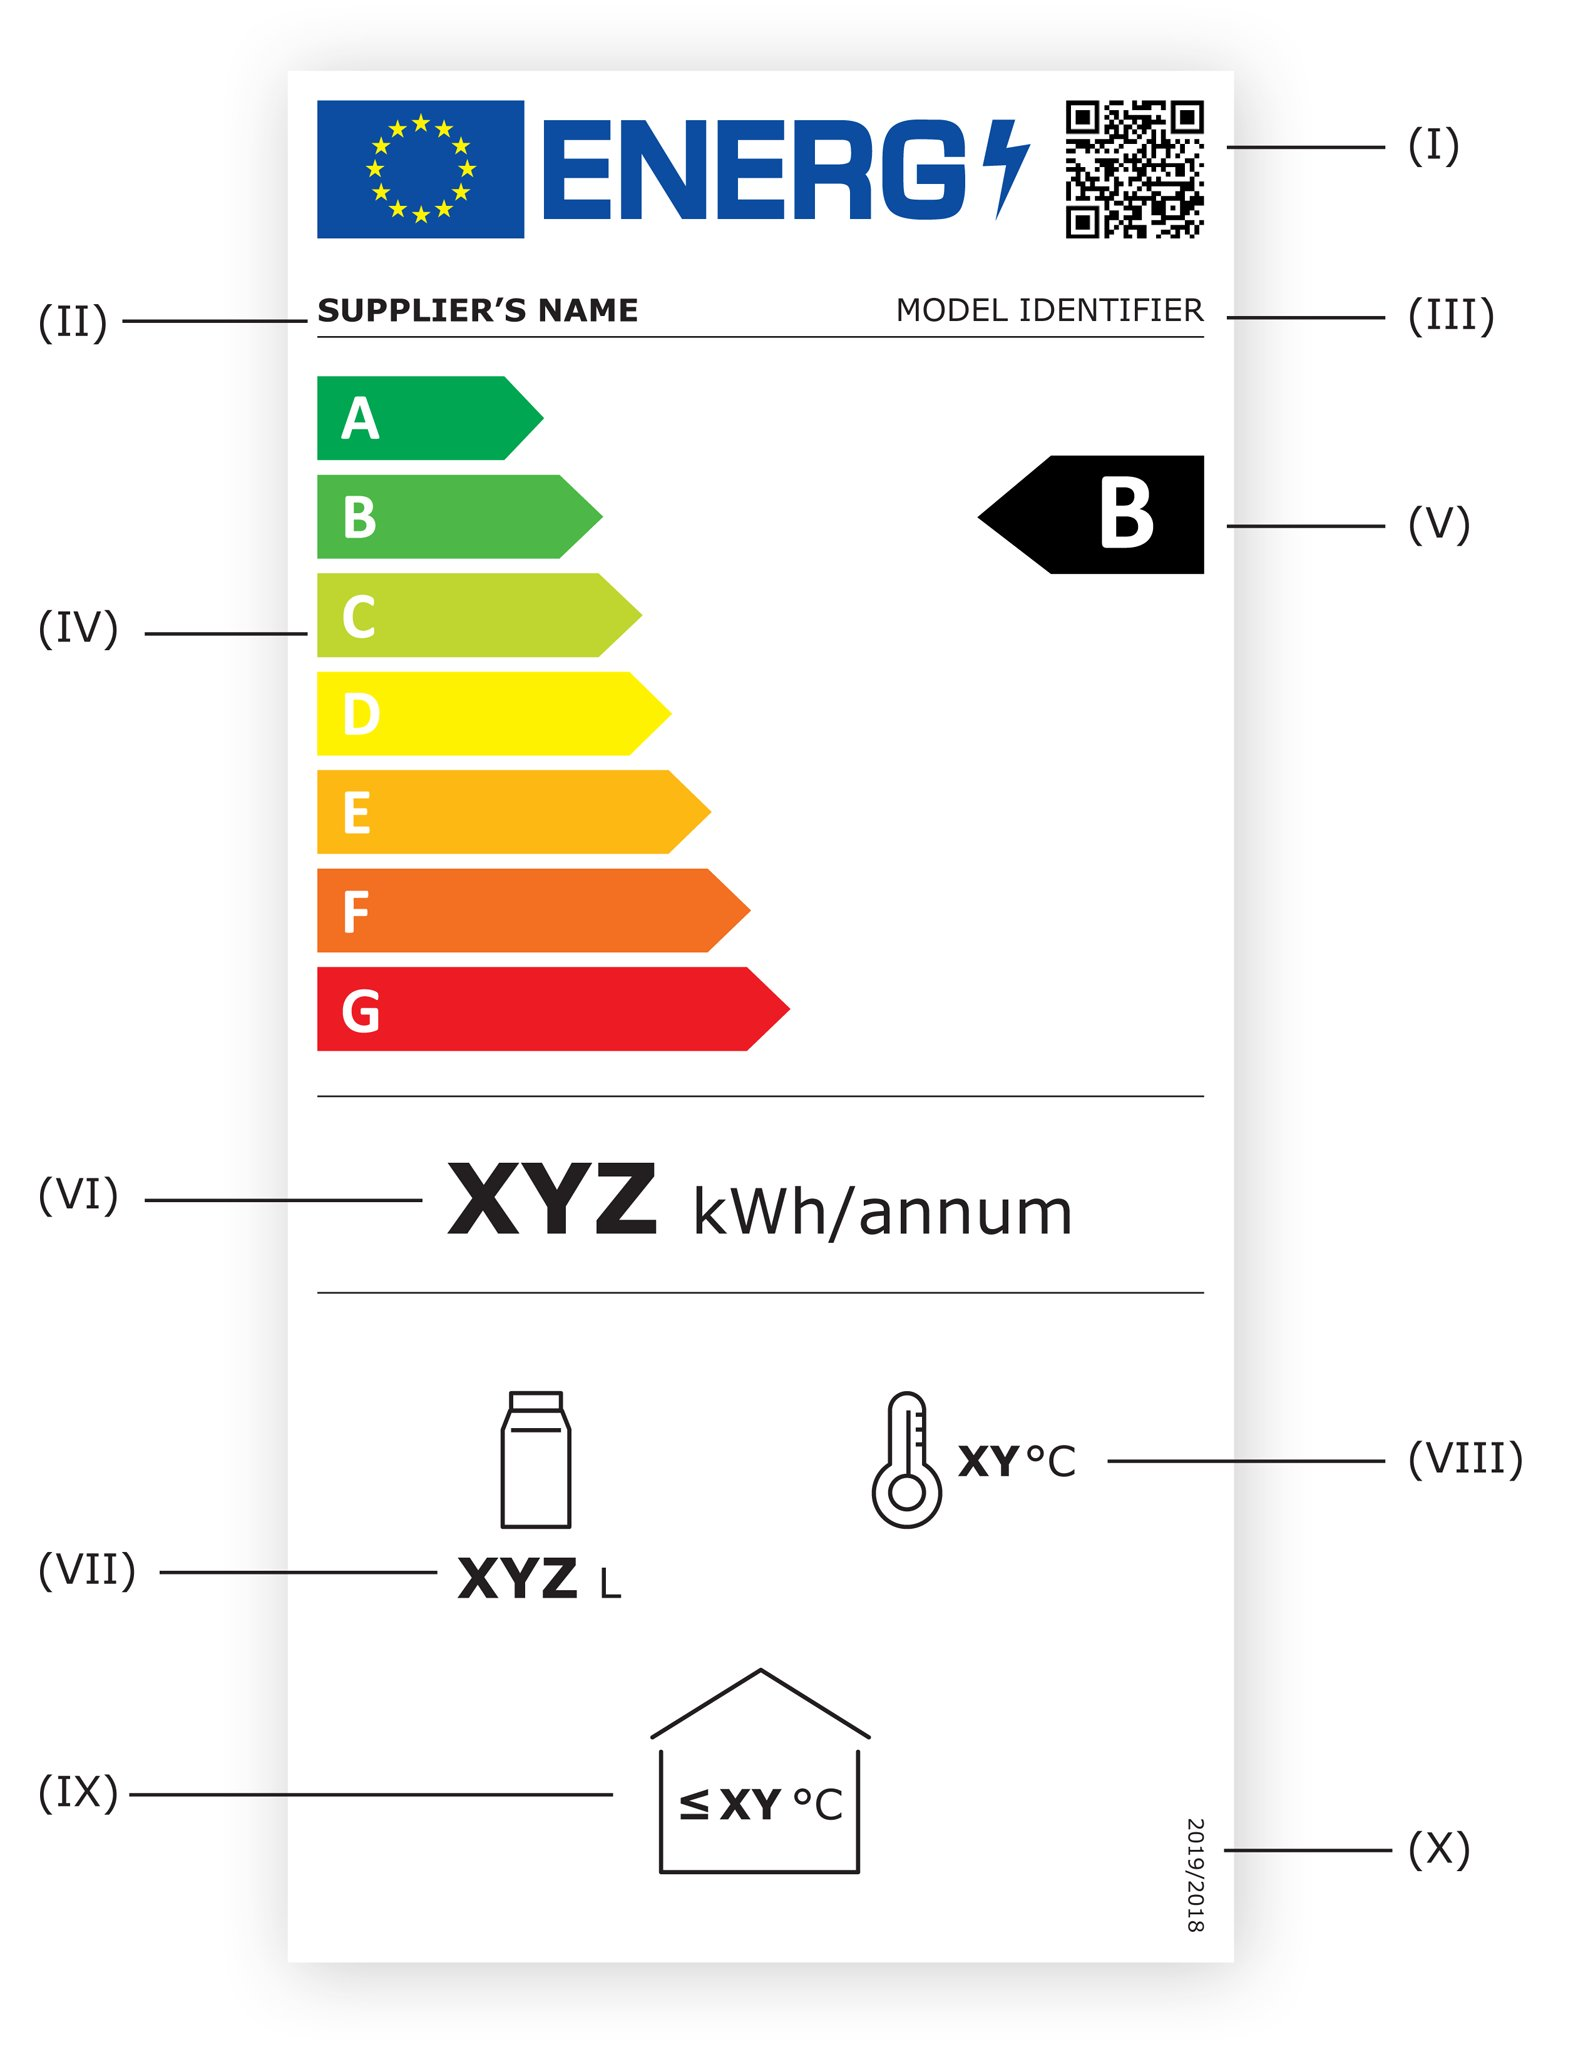 ENERG
(I)
(II)
SUPPLIER’S NAME
MODEL IDENTIFIER
(III)
A
B
B
(V)
C
(IV)
D
E
F
G
(VI)
XYZ kWh/annum
XY °C
(VIII)
(VII)
XYZ L
(IX)
≤ XY °C
2019/2018
(X)